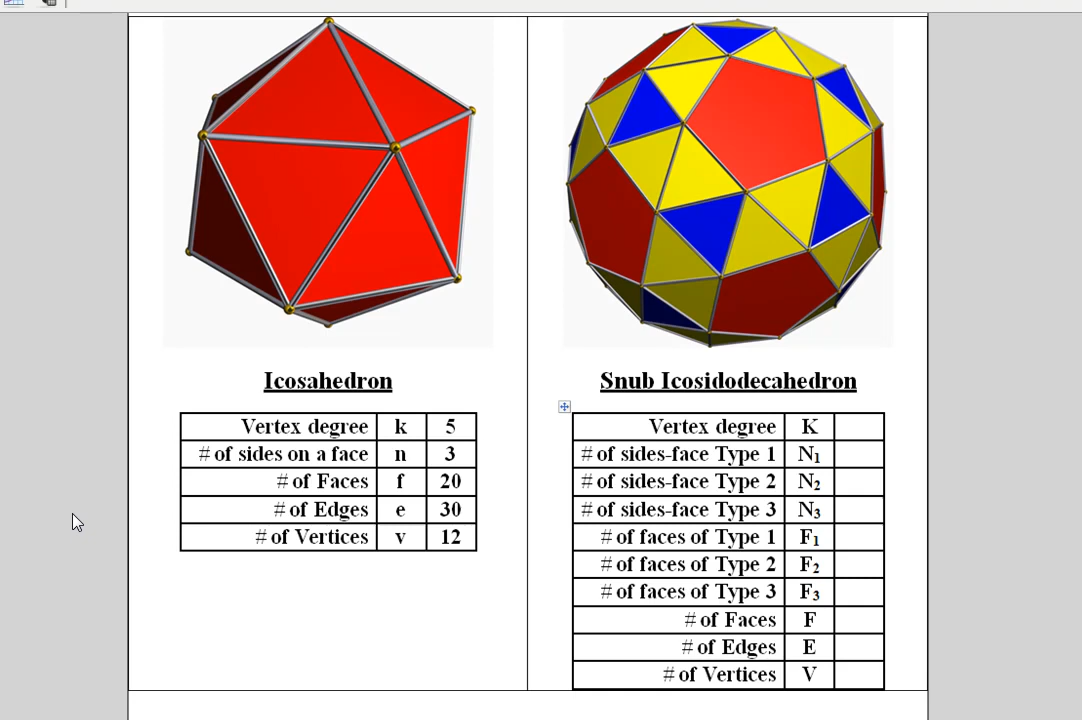 Icosahedron
Vertex degree k 5
# of sides on a face n 3
# of Faces f 20
# of Edges e 30
# of Vertices v 12
Snub Icosidodecahedron
Vertex degree K
# of sides-face Type 1 N₁
# of sides-face Type 2 N₂
# of sides-face Type 3 N₃
# of faces of Type 1 F₁
# of faces of Type 2 F₂
# of faces of Type 3 F₃
# of Faces F
# of Edges E
# of Vertices V